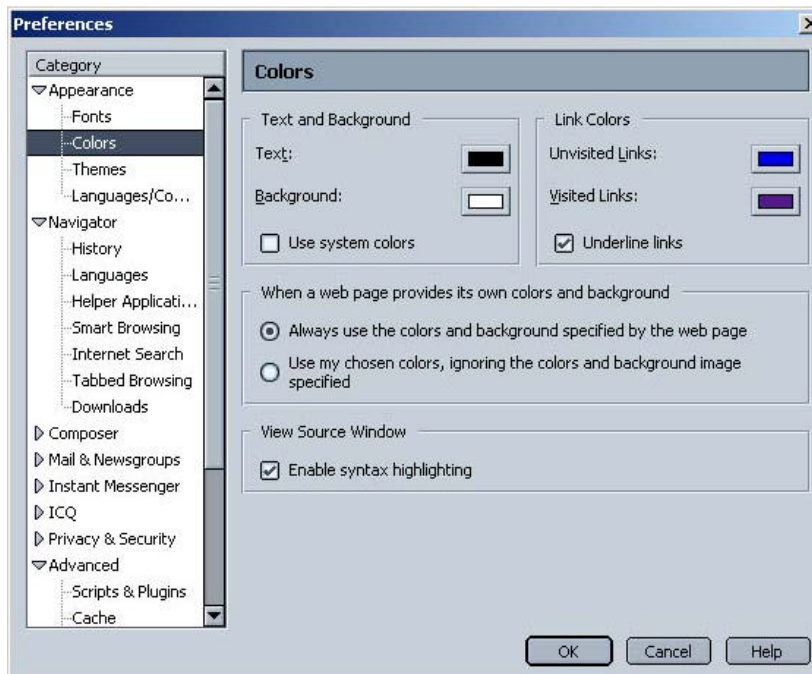 Preferences
Category
Appearance
Fonts
Colors
Themes
Languages/Co...
Navigator
History
Languages
Helper Applicati...
Smart Browsing
Internet Search
Tabbed Browsing
Downloads
Composer
Mail & Newsgroups
Instant Messenger
ICQ
Privacy & Security
Advanced
Scripts & Plugins
Cache
Colors
Text and Background
Text:
Background:
Use system colors
Link Colors
Unvisited Links:
Visited Links:
Underline links
When a web page provides its own colors and background
Always use the colors and background specified by the web page
Use my chosen colors, ignoring the colors and background image
specified
View Source Window
Enable syntax highlighting
OK
Cancel
Help